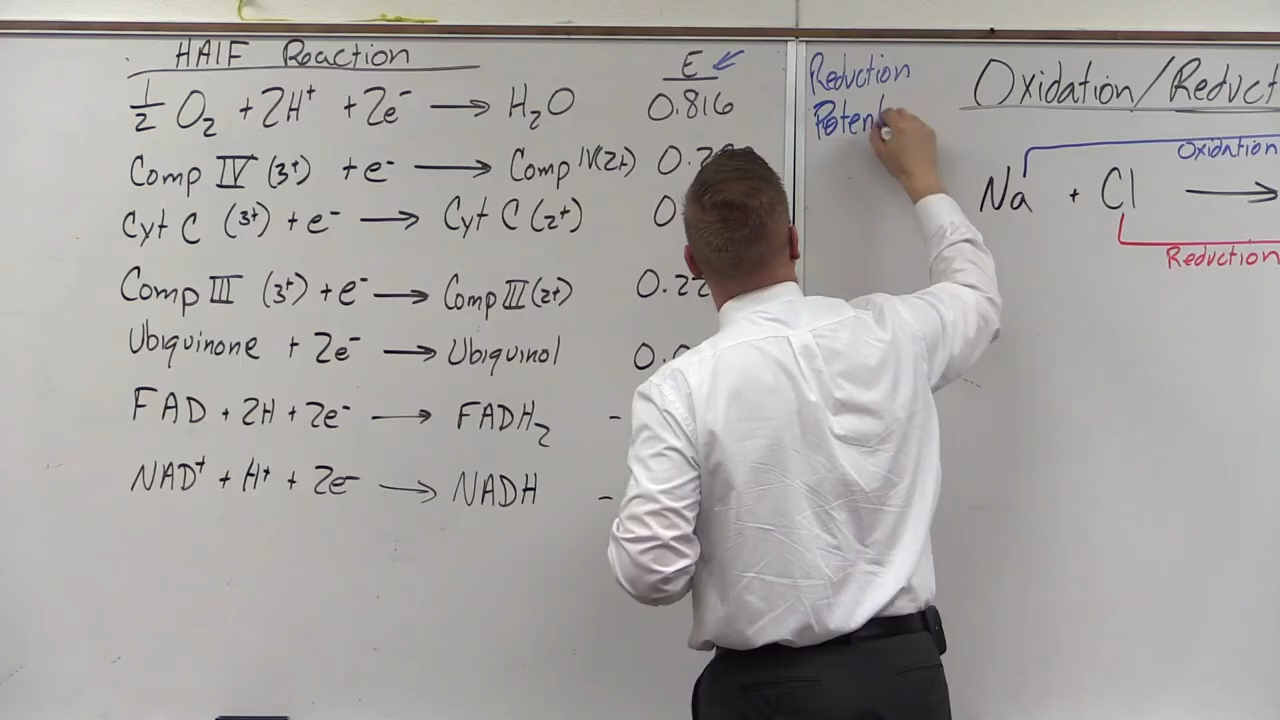 HAlF Reaction E
½ O₂ + 2H⁺ + 2e⁻ → H₂O 0.816
Comp IV (3⁺) + e⁻ → Comp IV(2+)
Cyt C (3⁺) + e⁻ → Cyt C (2⁺)
Comp III (3⁺) + e⁻ → Comp III (2+)
Ubiquinone + 2e⁻ → Ubiquinol
FAD + 2H + 2e⁻ → FADH₂ -
NAD⁺ + H⁺ + 2e⁻ → NADH -
Reduction
Poten
Oxidation/Reduct
Oxidation
Na + Cl →
Reduction